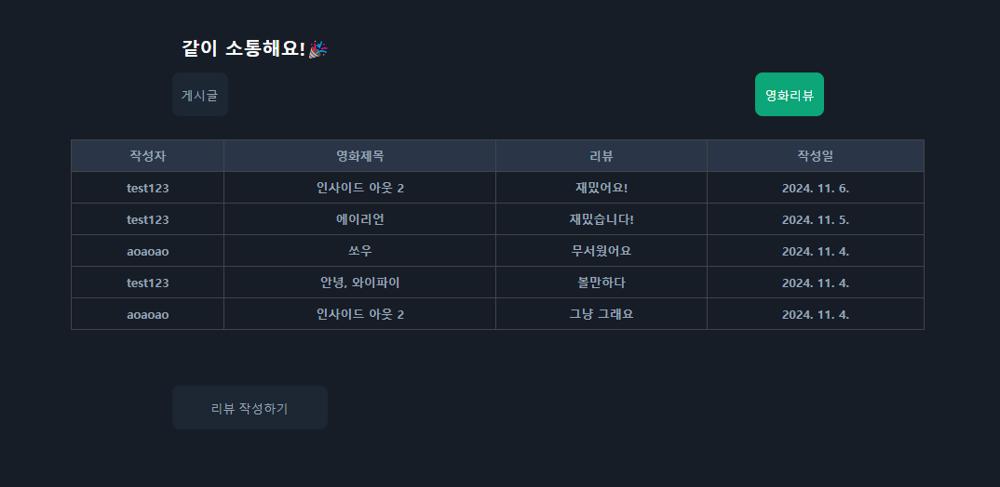 같이 소통해요!🎉
게시글 영화리뷰
작성자 영화제목 리뷰 작성일
test123 인사이드 아웃 2 재밌어요! 2024. 11. 6.
test123 에이리언 재밌습니다! 2024. 11. 5.
aoaoao 쏘우 무서웠어요 2024. 11. 4.
test123 안녕, 와이파이 볼만하다 2024. 11. 4.
aoaoao 인사이드 아웃 2 그냥 그래요 2024. 11. 4.
리뷰 작성하기